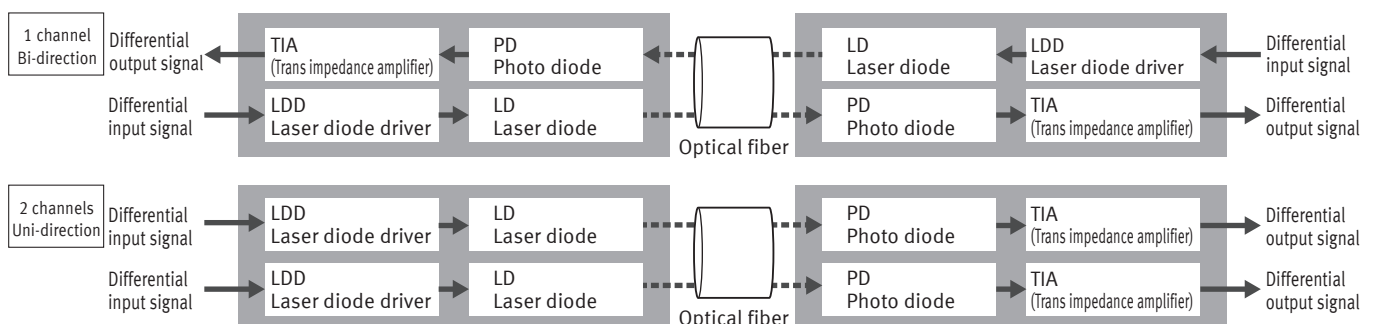 1 channel
Bi-direction
Differential
output signal
TIA
(Trans impedance amplifier)
PD
Photo diode
LD
Laser diode
LDD
Laser diode driver
Differential
input signal
Differential
input signal
LDD
Laser diode driver
LD
Laser diode
PD
Photo diode
TIA
(Trans impedance amplifier)
Differential
output signal
Optical fiber
2 channels
Uni-direction
Differential
input signal
LDD
Laser diode driver
LD
Laser diode
PD
Photo diode
TIA
(Trans impedance amplifier)
Differential
output signal
Differential
input signal
LDD
Laser diode driver
LD
Laser diode
PD
Photo diode
TIA
(Trans impedance amplifier)
Differential
output signal
Optical fiber